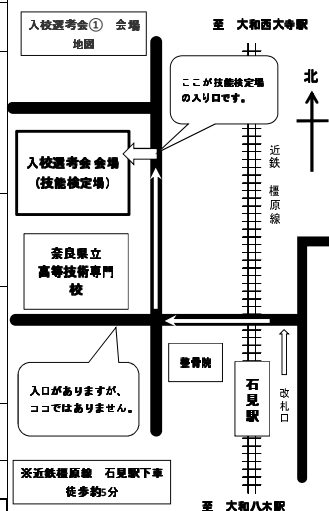 入校選考会① 会場
地図
至 大和西大寺駅
ここが技能検定場
の入り口です。
北
近鉄 橿原線
入校選考会会場
(技能検定場)
奈良県立
高等技術専門
校
整骨院
石見駅
改札口
入口がありますが、
ココではありません。
※近鉄橿原線 石見駅下車
徒歩約5分
至 大和八木駅